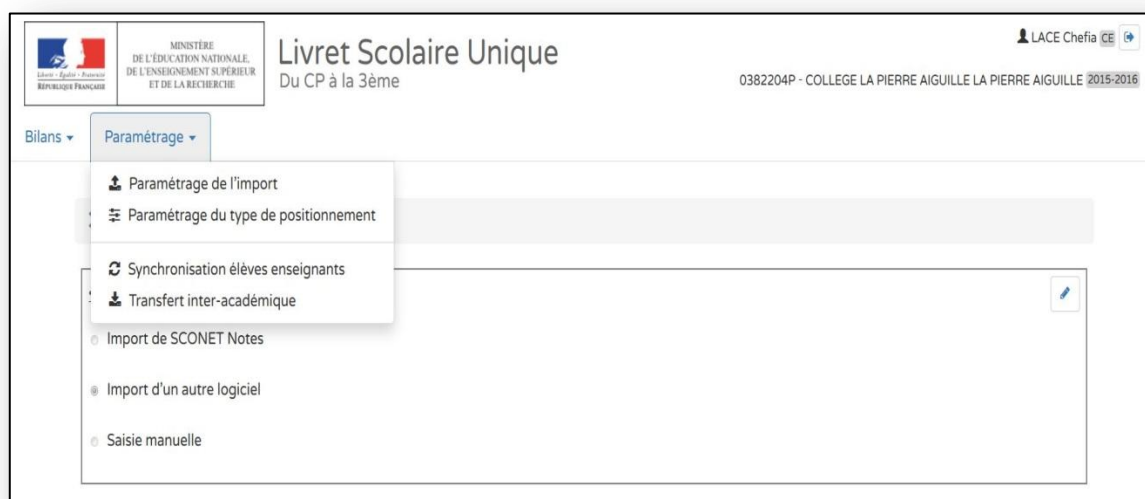 Liberté • Égalité • Fraternité
RÉPUBLIQUE FRANÇAISE
MINISTÈRE
DE L'ÉDUCATION NATIONALE,
DE L'ENSEIGNEMENT SUPÉRIEUR
ET DE LA RECHERCHE
Livret Scolaire Unique
Du CP à la 3ème
LACE Chefia CE
0382204P - COLLEGE LA PIERRE AIGUILLE LA PIERRE AIGUILLE 2015-2016
Bilans
Paramétrage
Paramétrage de l'import
Paramétrage du type de positionnement
Synchronisation élèves enseignants
Transfert inter-académique
Import de SCONET Notes
Import d'un autre logiciel
Saisie manuelle